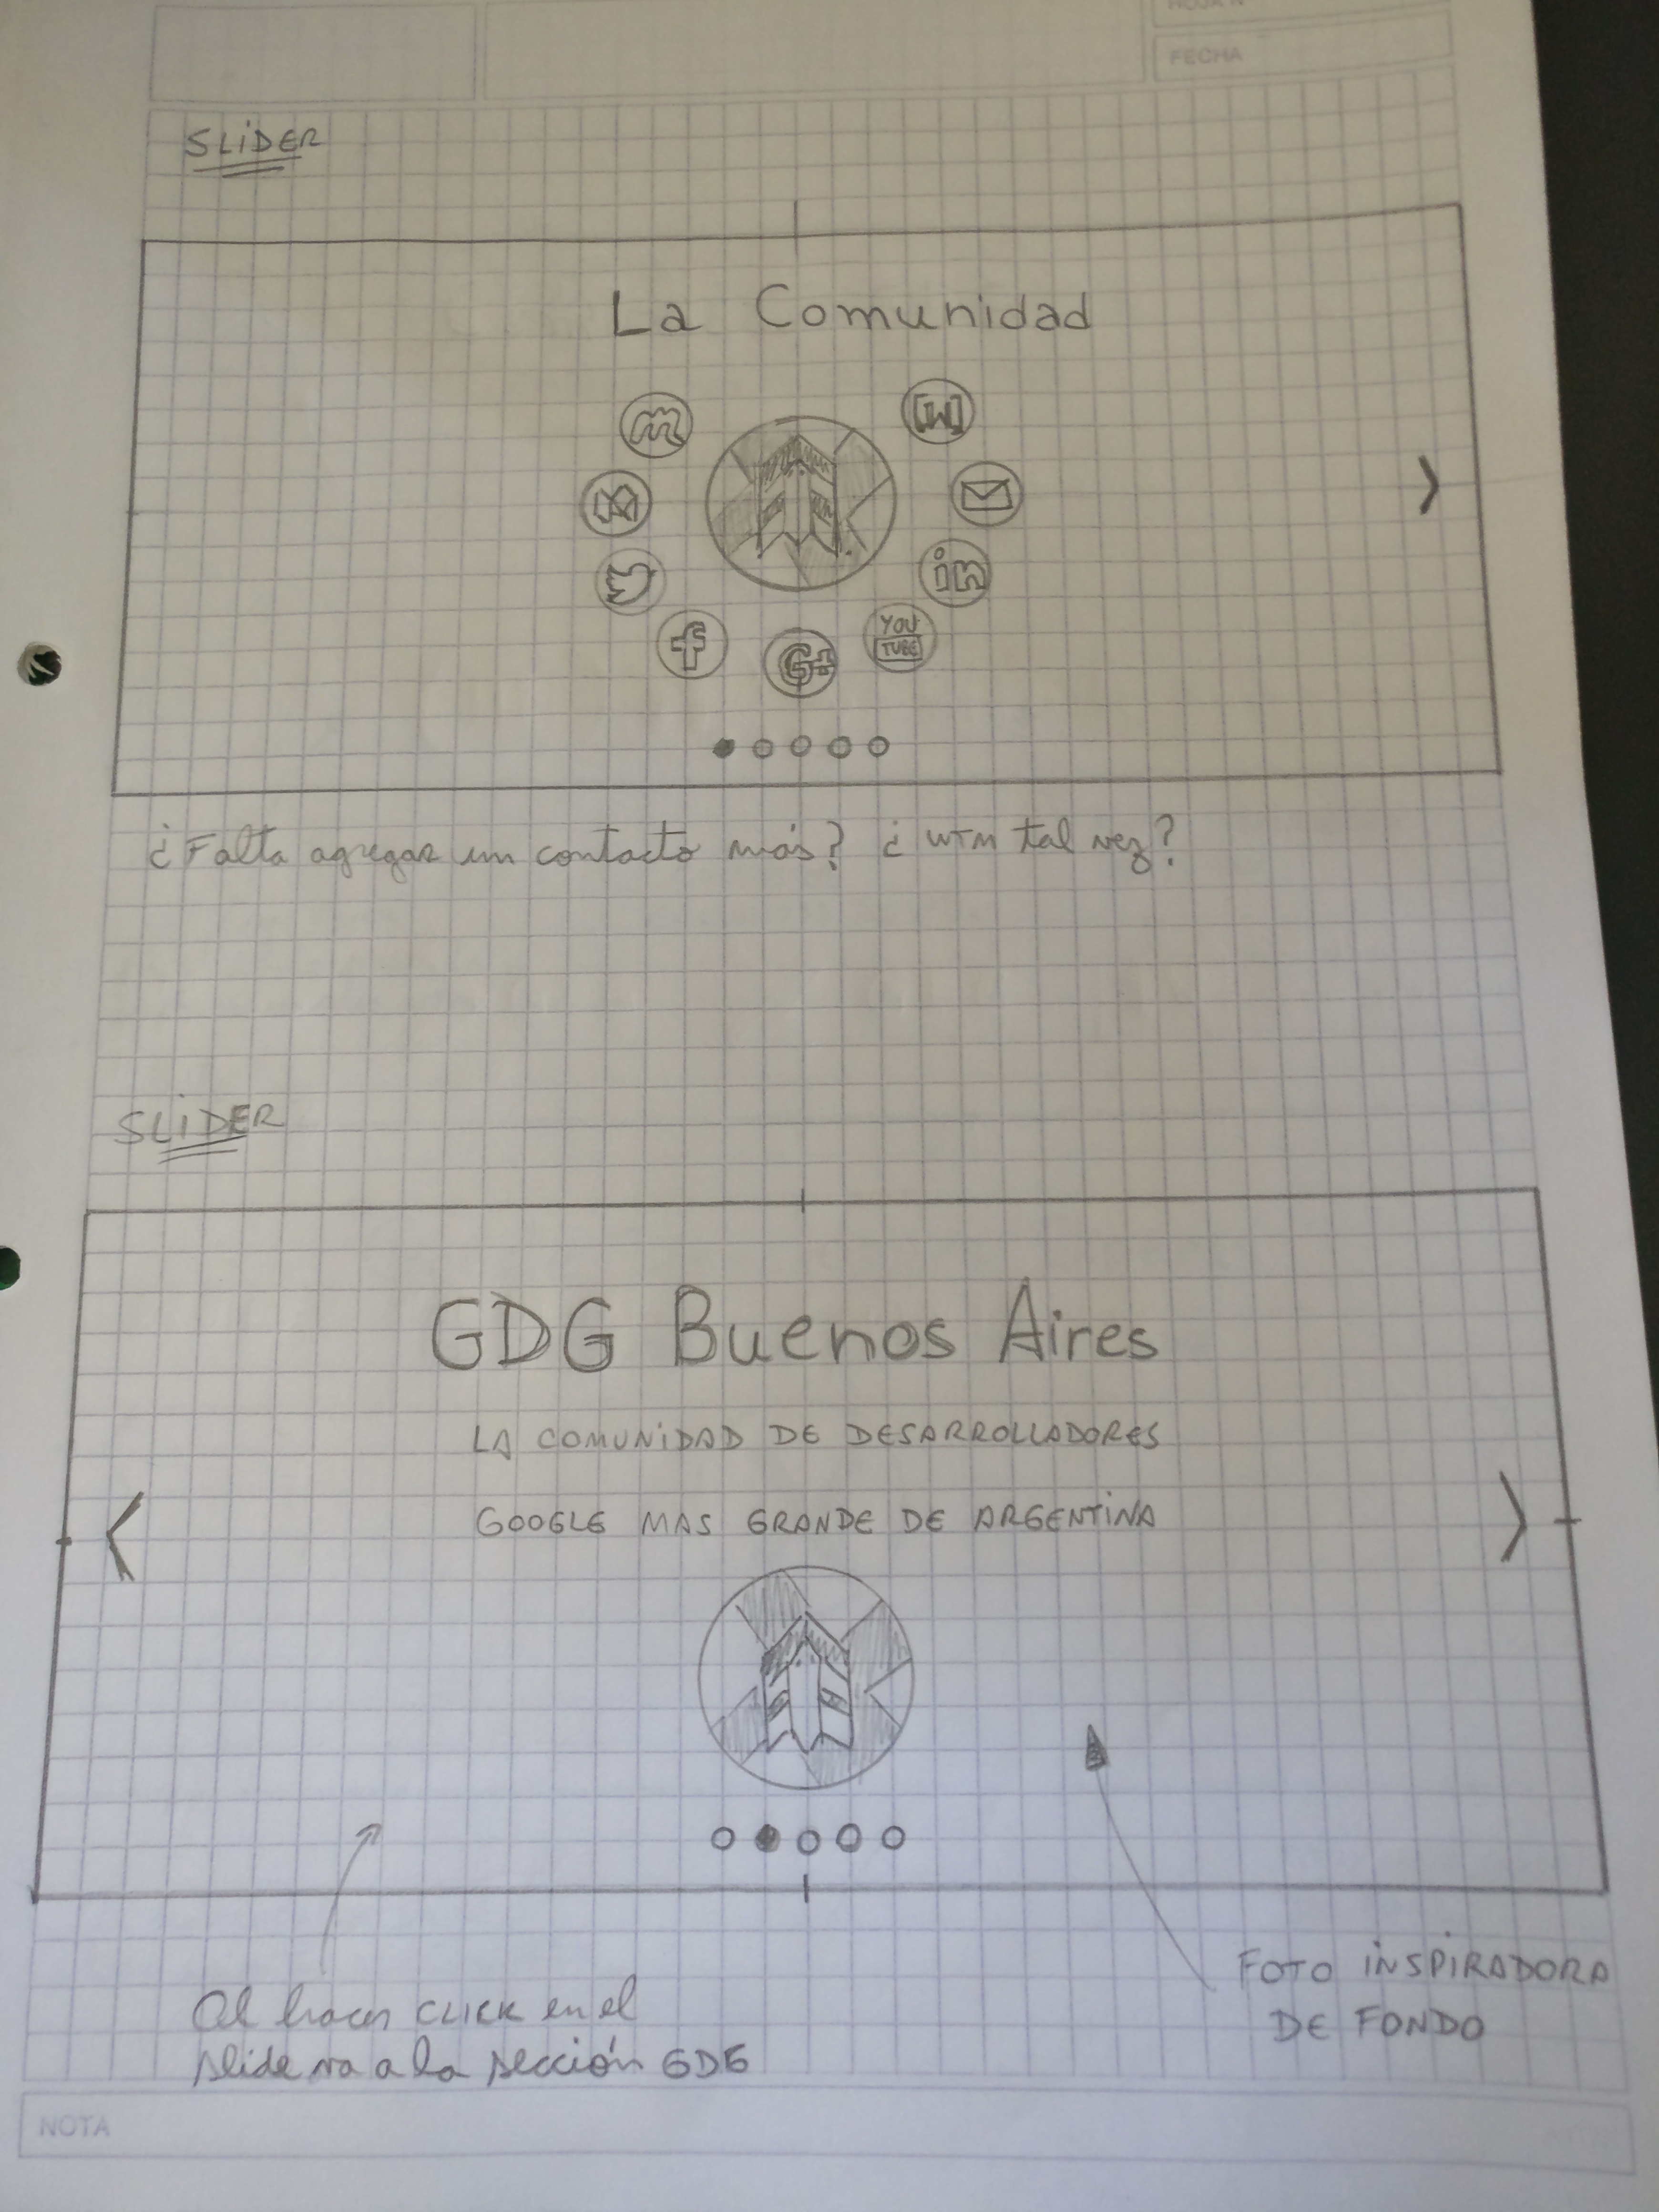 FECHA
SLIDER
La Comunidad
m
[W]
in
YOU
TUBE
f
G+
¿Falta agregar un contacto más? ¿WTM tal vez?
SLIDER
GDG Buenos Aires
LA COMUNIDAD DE DESARROLLADORES
GOOGLE MAS GRANDE DE ARGENTINA
Al hacer CLICK en el
slide va a la sección GDG
FOTO INSPIRADORA
DE FONDO
NOTA